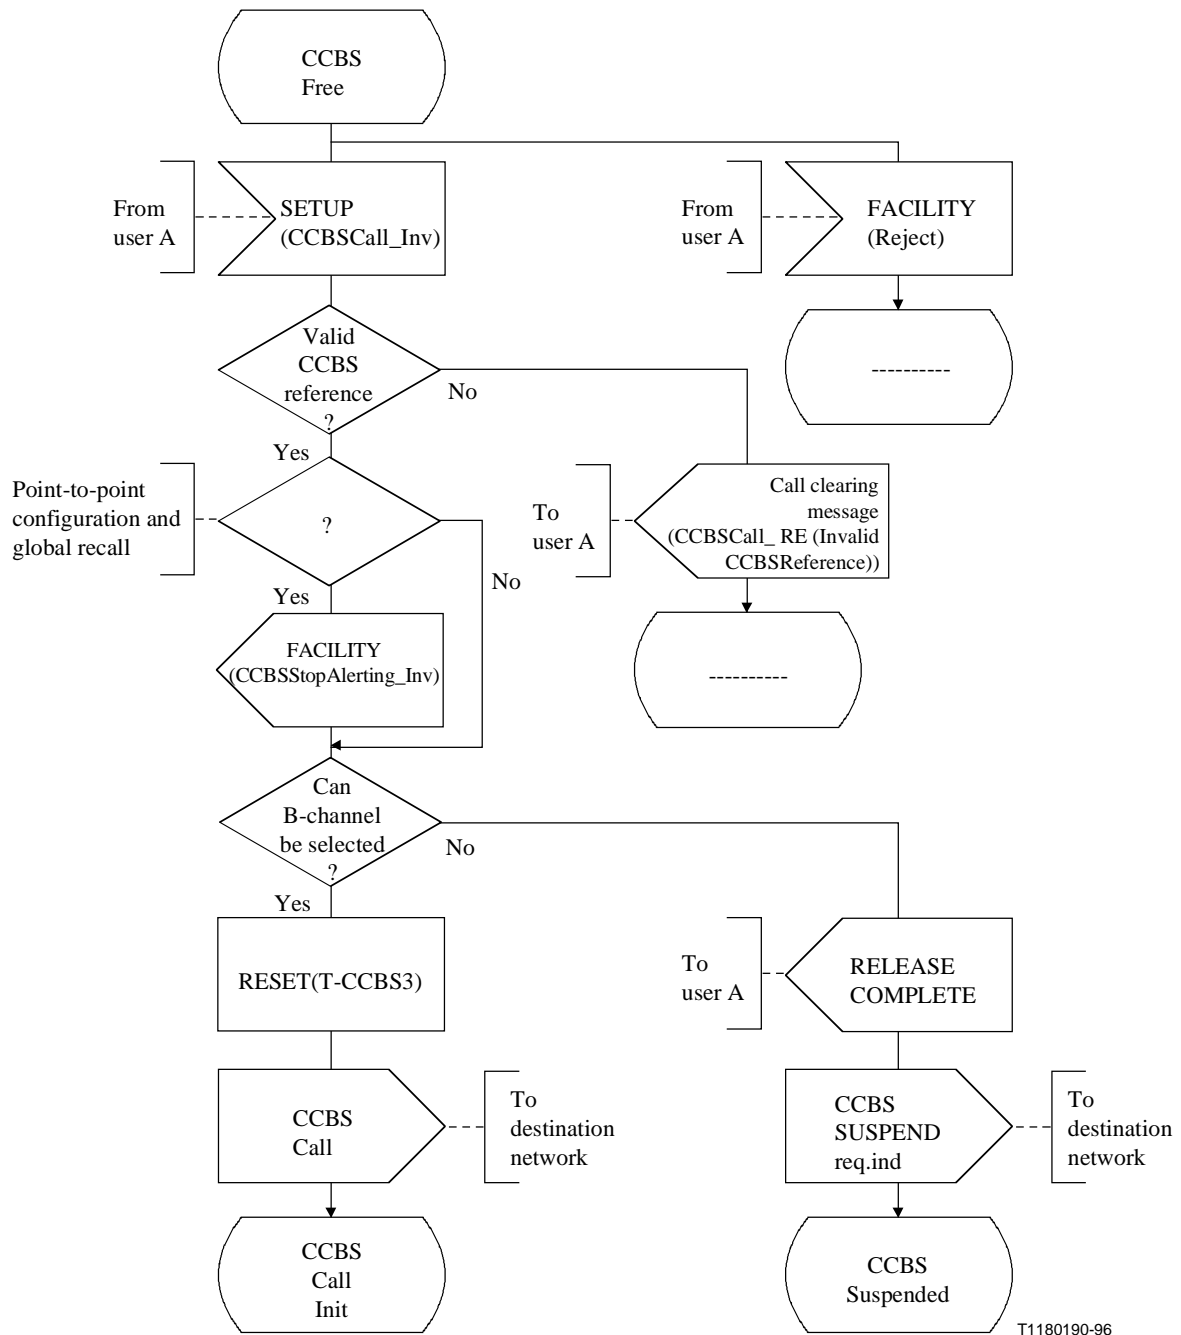 CCBS
Free
From
user A
SETUP
(CCBSCall_Inv)
From
user A
FACILITY
(Reject)
Valid
CCBS
reference
?
No
Yes
----------
Point-to-point
configuration and
global recall
?
No
Yes
To
user A
Call clearing
message
(CCBSCall_ RE (Invalid
CCBSReference))
----------
FACILITY
(CCBSStopAlerting_Inv)
Can
B-channel
be selected
?
No
Yes
RESET(T-CCBS3)
To
user A
RELEASE
COMPLETE
CCBS
Call
To
destination
network
CCBS
SUSPEND
req.ind
To
destination
network
CCBS
Call
Init
CCBS
Suspended
T1180190-96